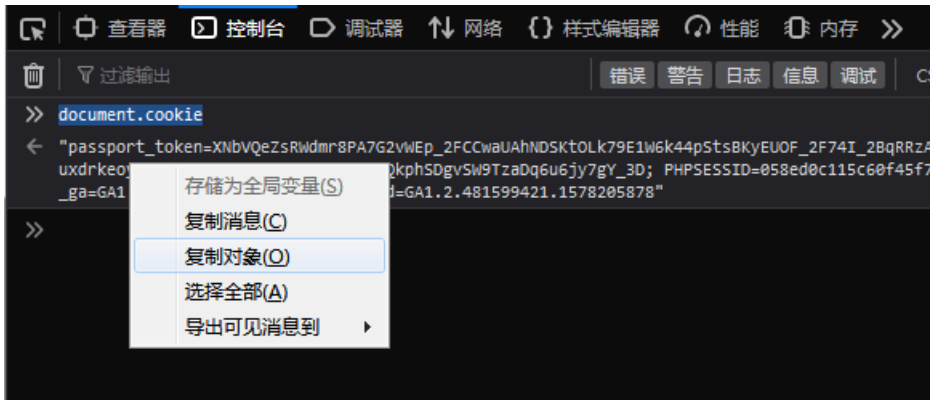 查看器 控制台 调试器 网络 样式编辑器 性能 内存
过滤输出 错误 警告 日志 信息 调试
document.cookie
"passport_token=XNbVQeZsRWdmr8PA7G2vWEp_2FCCwaUAhNDSKtOLk79E1W6k44pStsBKyEUOF_2F74I_2BqRRzA
uxdrkeo QkphSDgvSW9TzaDq6u6jy7gY_3D; PHPSESSID=058ed0c115c60f45f7
_ga=GA1 d=GA1.2.481599421.1578205878"
存储为全局变量(S)
复制消息(C)
复制对象(O)
选择全部(A)
导出可见消息到